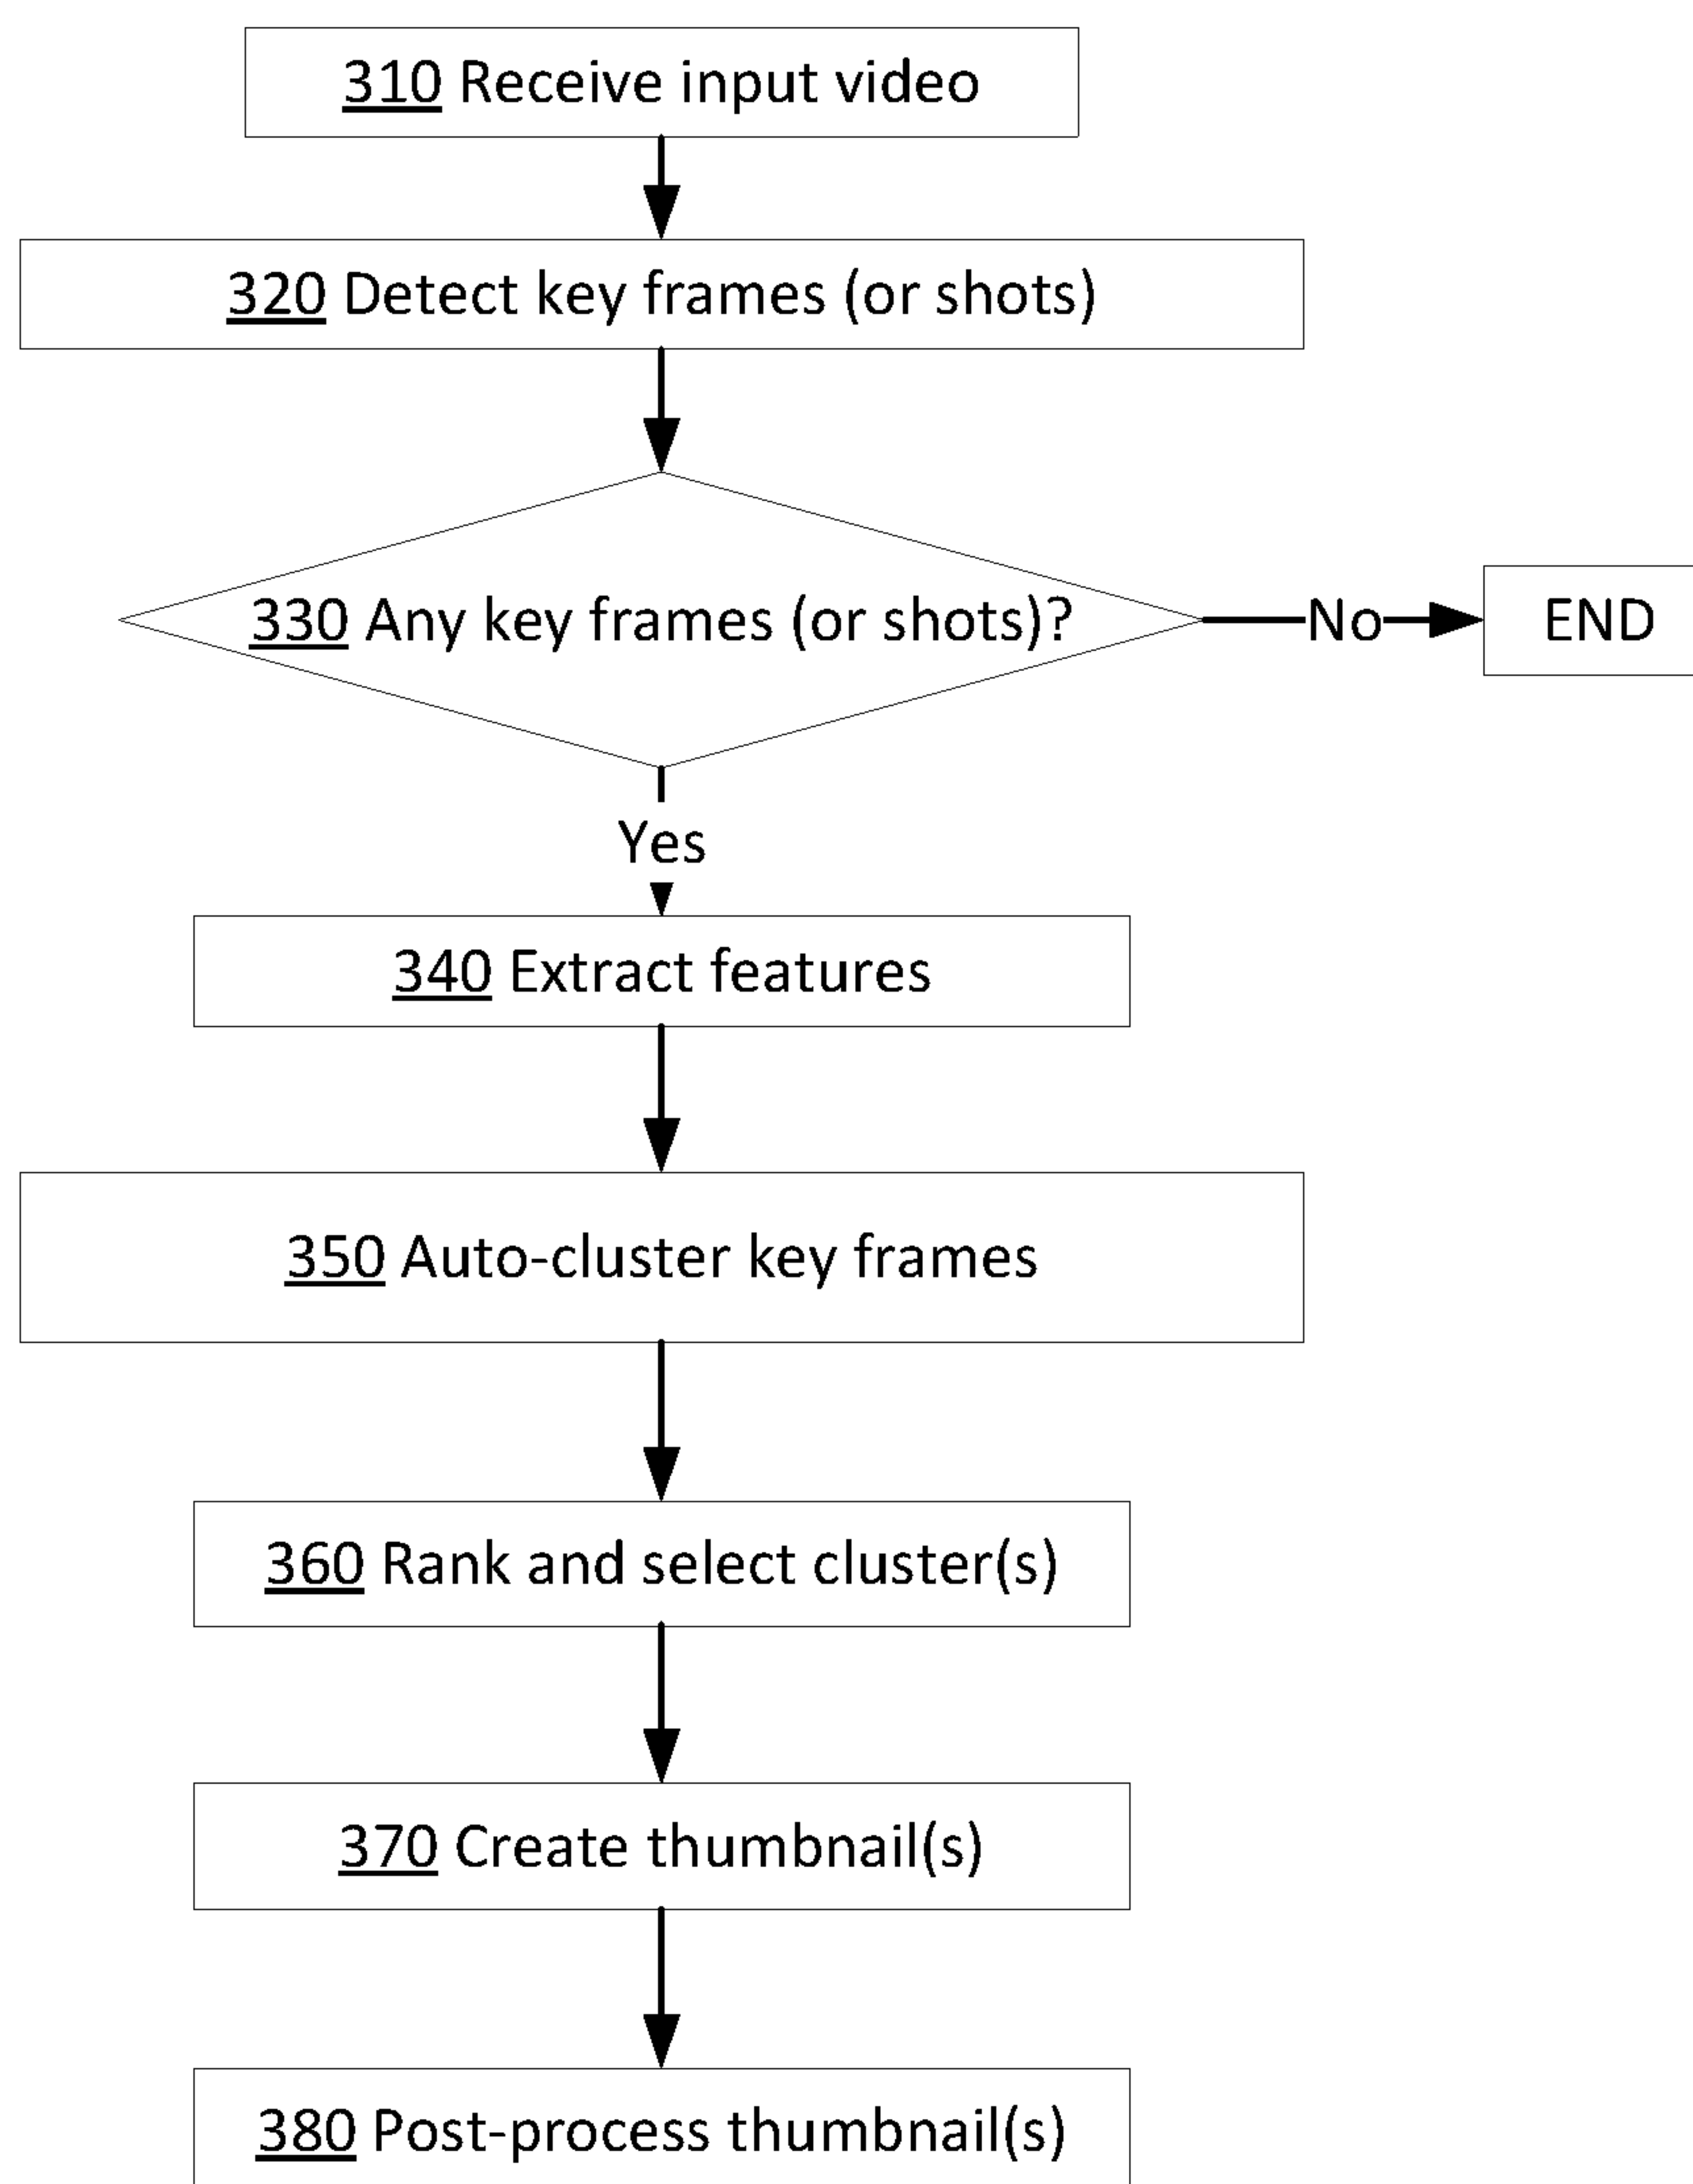 310 Receive input video
320 Detect key frames (or shots)
330 Any key frames (or shots)?
No
END
Yes
340 Extract features
350 Auto-cluster key frames
360 Rank and select cluster(s)
370 Create thumbnail(s)
380 Post-process thumbnail(s)